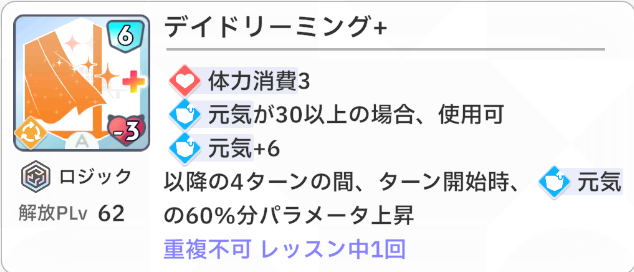 デイドリーミング+
6
-3
A
体力消費3
元気が30以上の場合、使用可
元気+6
以降の4ターンの間、ターン開始時、元気
の60%分パラメータ上昇
重複不可 レッスン中1回
ロジック
解放PLv 62